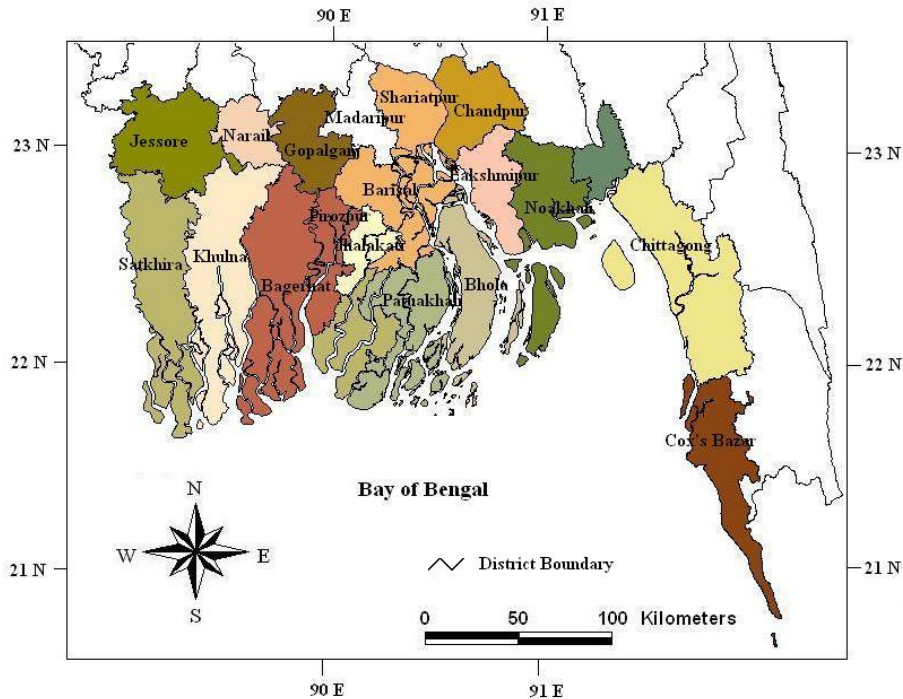 90 E 91 E
Shariatpur
Chandpur
Madaripur
23 N Jessore Narail Gopalganj 23 N
Lakshmipur
Barisal
Pirozpur Noakhali
Jhalakati Chittagong
Satkhira Khulna Bagerhat Bhola
Patuakhali
22 N 22 N
Cox's Bazar
Bay of Bengal
N
W E
S
District Boundary
21 N 21 N
0 50 100 Kilometers
90 E 91 E